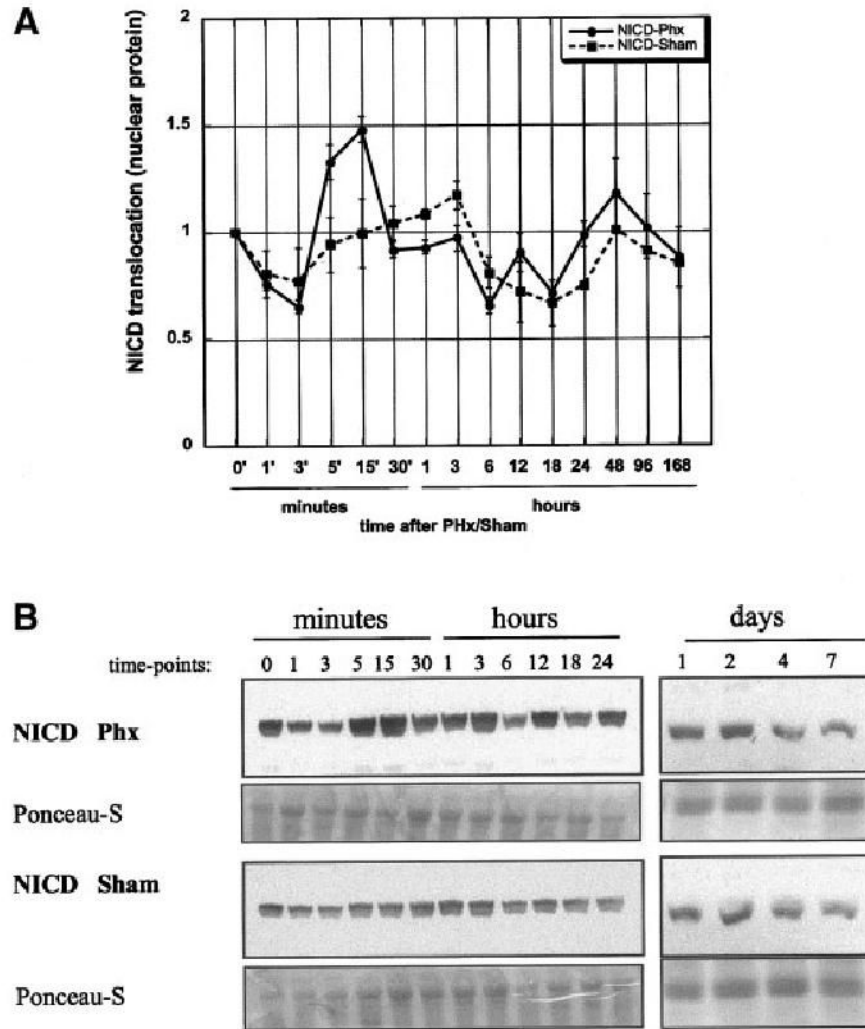 A
NICD translocation (nuclear protein)
2
1.5
1
0.5
0
NICD-Phx
NICD-Sham
0' 1' 3' 5' 15' 30' 1 3 6 12 18 24 48 96 168
minutes hours
time after PHx/Sham
B
minutes hours days
time-points: 0 1 3 5 15 30 1 3 6 12 18 24 1 2 4 7
NICD Phx
Ponceau-S
NICD Sham
Ponceau-S